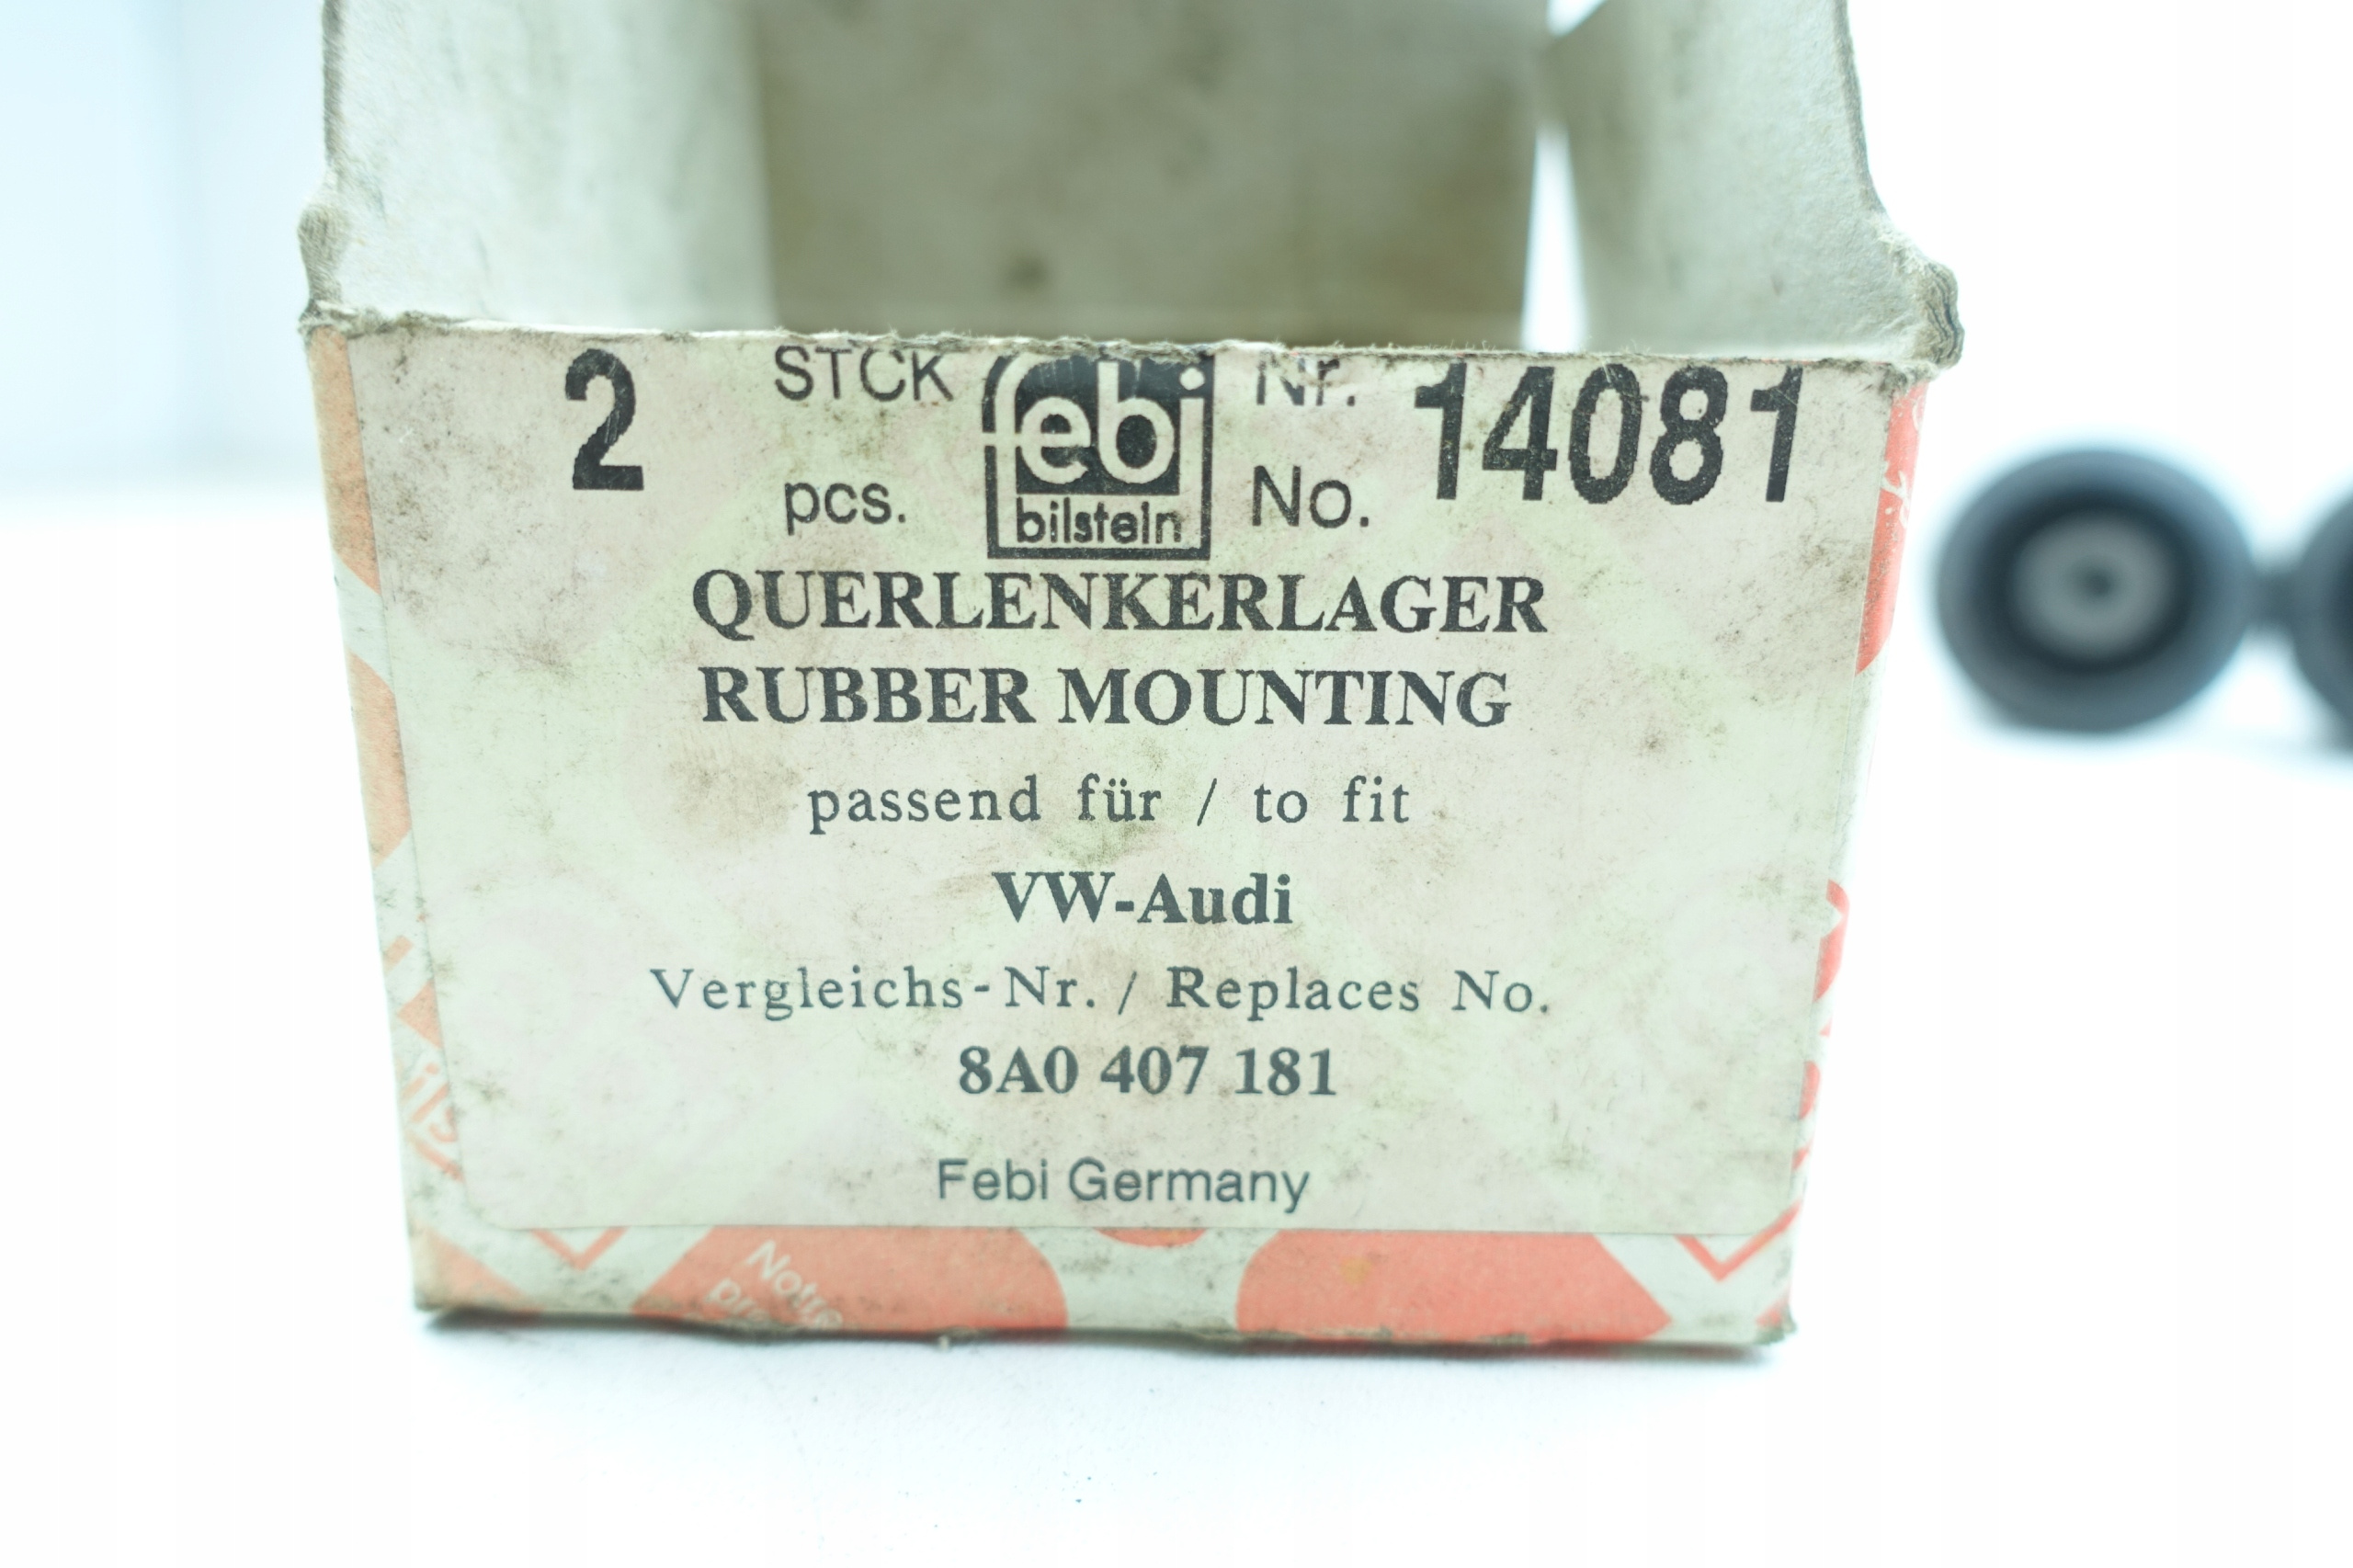 2 STCK febi Nr. 14081
pcs. bilstein No.
QUERLENKERLAGER
RUBBER MOUNTING
passend für / to fit
VW-Audi
Vergleichs-Nr. / Replaces No.
8A0 407 181
Febi Germany
Notre